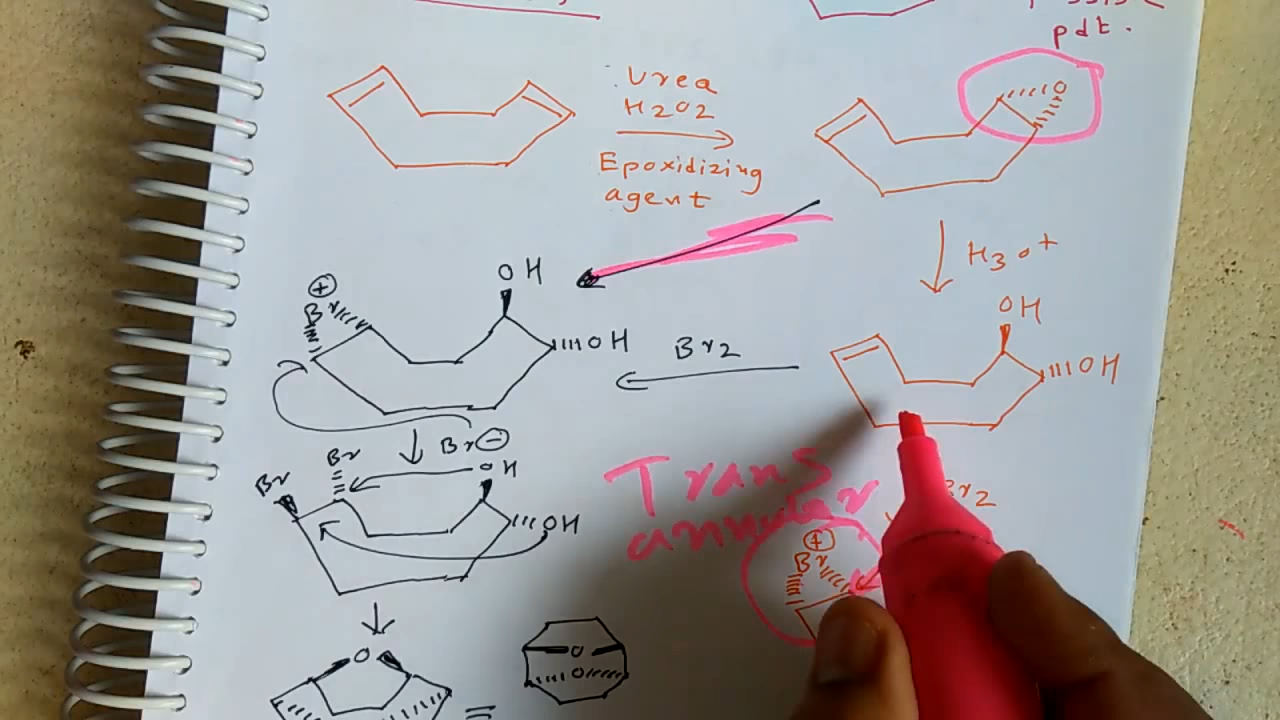 pdt.
Urea
H2O2
Epoxidizing
agent
O
H3O+
OH
OH
Br2
Br
+
OH
OH
Br
-
Br
Br
OH
OH
Trans
annular
Br2
+
Br
O
O
O